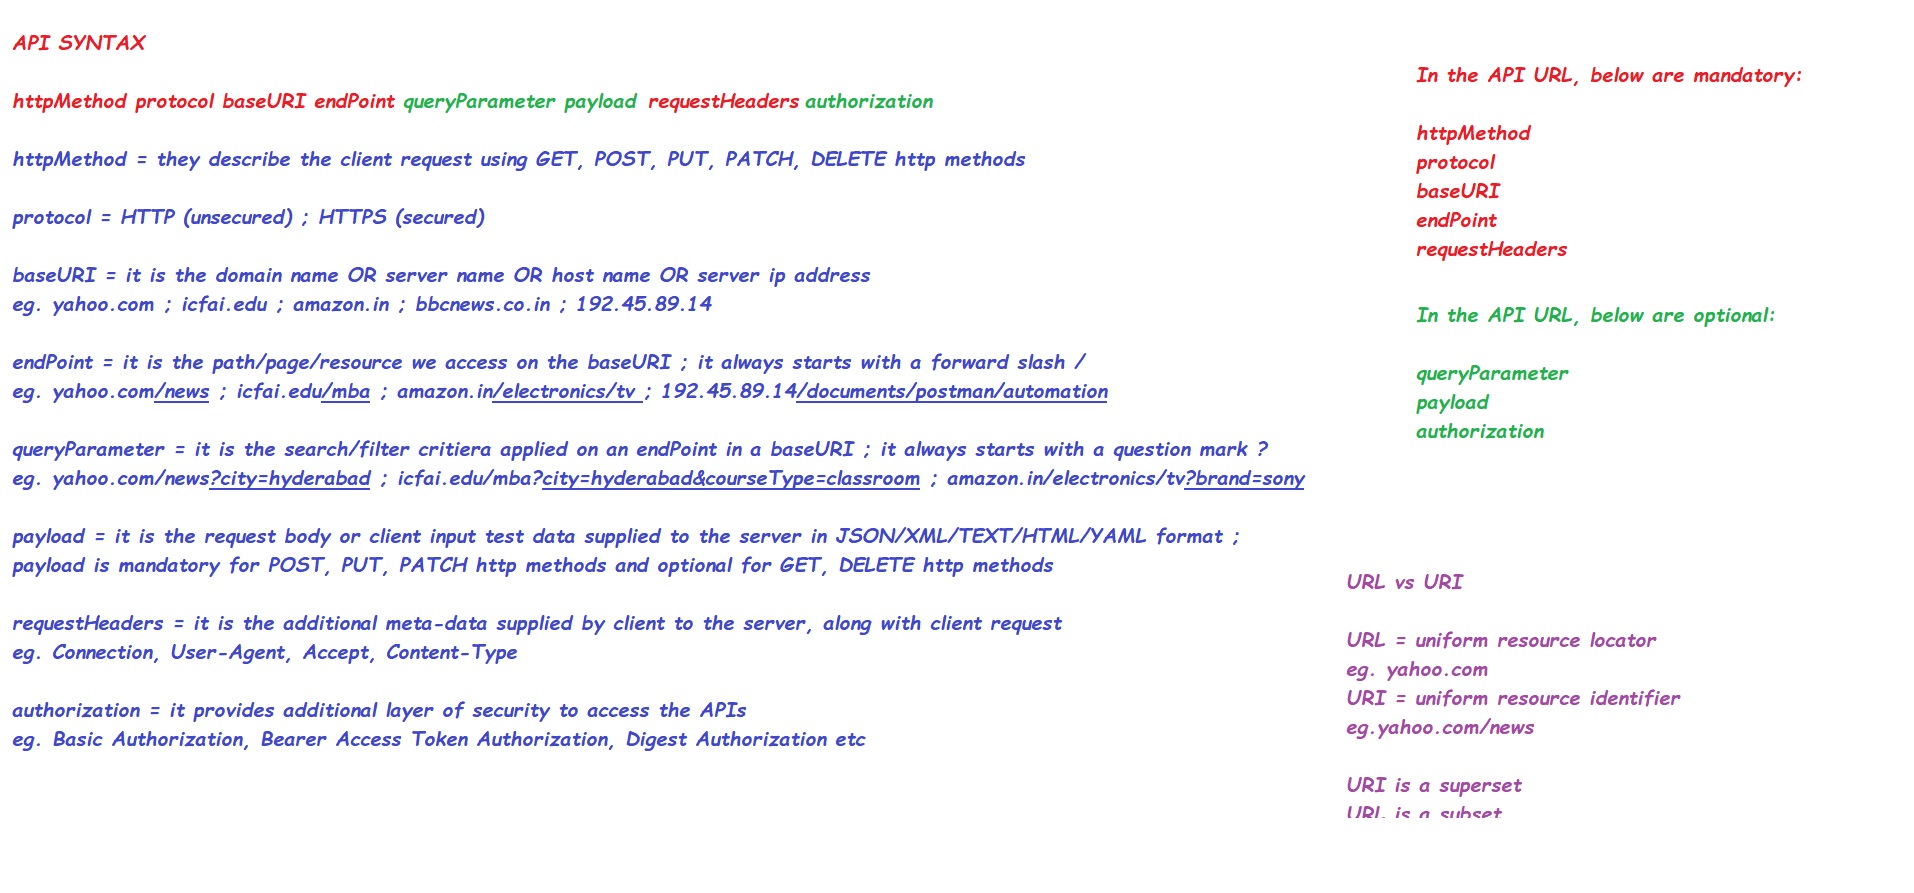 API SYNTAX
httpMethod protocol baseURI endPoint queryParameter payload requestHeaders authorization
httpMethod = they describe the client request using GET, POST, PUT, PATCH, DELETE http methods
protocol = HTTP (unsecured) ; HTTPS (secured)
baseURI = it is the domain name OR server name OR host name OR server ip address
eg. yahoo.com ; icfai.edu ; amazon.in ; bbcnews.co.in ; 192.45.89.14
endPoint = it is the path/page/resource we access on the baseURI ; it always starts with a forward slash /
eg. yahoo.com/news ; icfai.edu/mba ; amazon.in/electronics/tv ; 192.45.89.14/documents/postman/automation
queryParameter = it is the search/filter critiera applied on an endPoint in a baseURI ; it always starts with a question mark ?
eg. yahoo.com/news?city=hyderabad ; icfai.edu/mba?city=hyderabad&courseType=classroom ; amazon.in/electronics/tv?brand=sony
payload = it is the request body or client input test data supplied to the server in JSON/XML/TEXT/HTML/YAML format ;
payload is mandatory for POST, PUT, PATCH http methods and optional for GET, DELETE http methods
requestHeaders = it is the additional meta-data supplied by client to the server, along with client request
eg. Connection, User-Agent, Accept, Content-Type
authorization = it provides additional layer of security to access the APIs
eg. Basic Authorization, Bearer Access Token Authorization, Digest Authorization etc
In the API URL, below are mandatory:
httpMethod
protocol
baseURI
endPoint
requestHeaders
In the API URL, below are optional:
queryParameter
payload
authorization
URL vs URI
URL = uniform resource locator
eg. yahoo.com
URI = uniform resource identifier
eg.yahoo.com/news
URI is a superset
URL is a subset